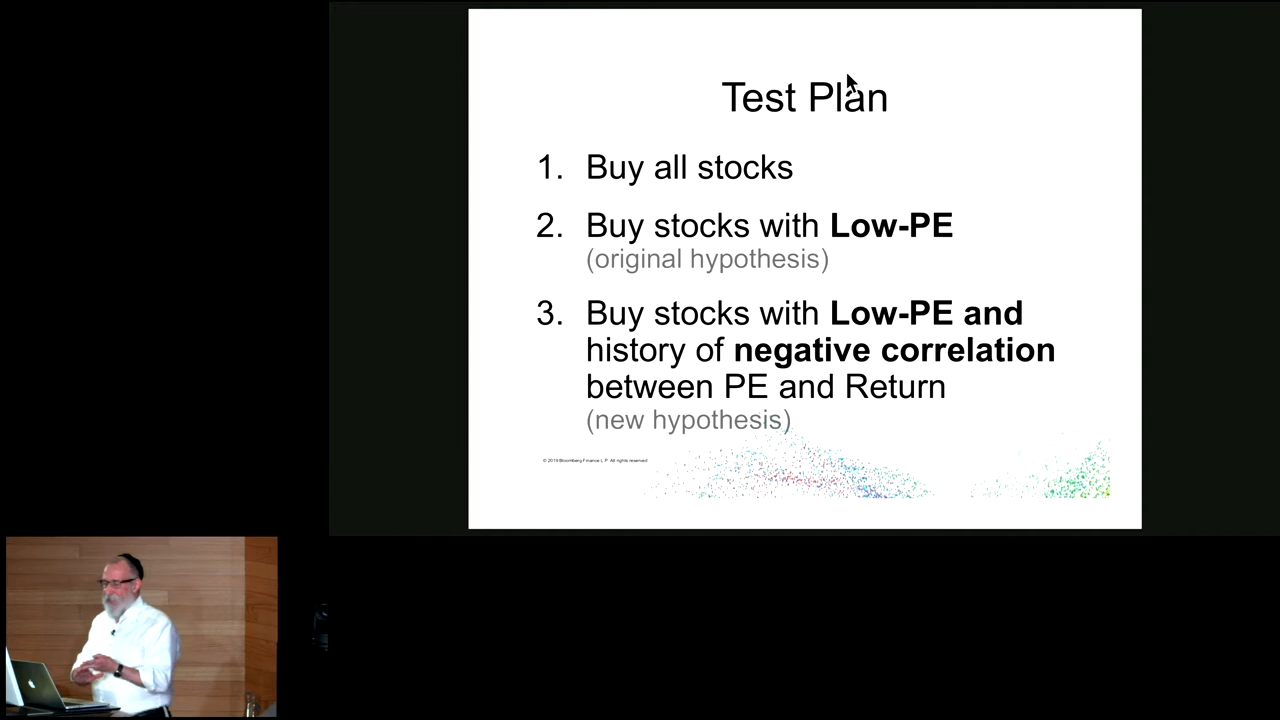 Test Plan
1. Buy all stocks
2. Buy stocks with Low-PE
(original hypothesis)
3. Buy stocks with Low-PE and
history of negative correlation
between PE and Return
(new hypothesis)
© 2019 Bloomberg Finance L.P. All rights reserved